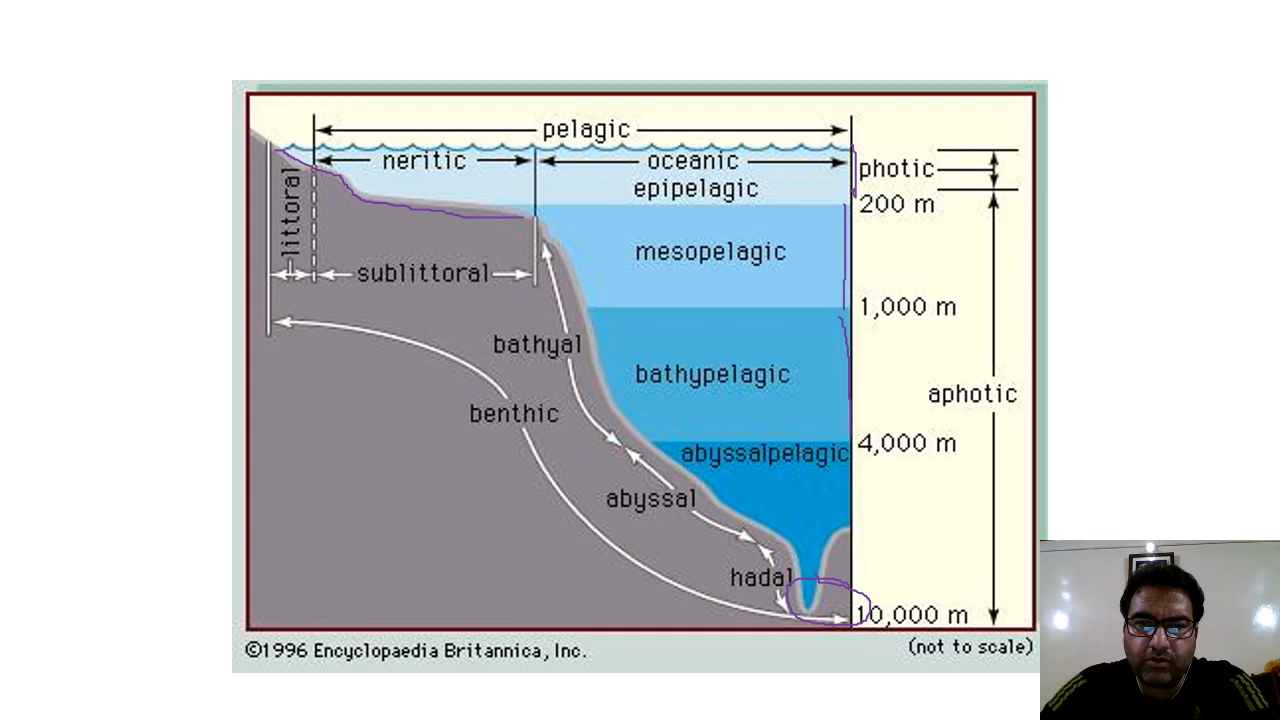 pelagic
neritic
oceanic
photic
epipelagic
200 m
littoral
mesopelagic
sublittoral
1,000 m
bathyal
bathypelagic
aphotic
benthic
4,000 m
abyssalpelagic
abyssal
hadal
10,000 m
©1996 Encyclopaedia Britannica, Inc.
(not to scale)